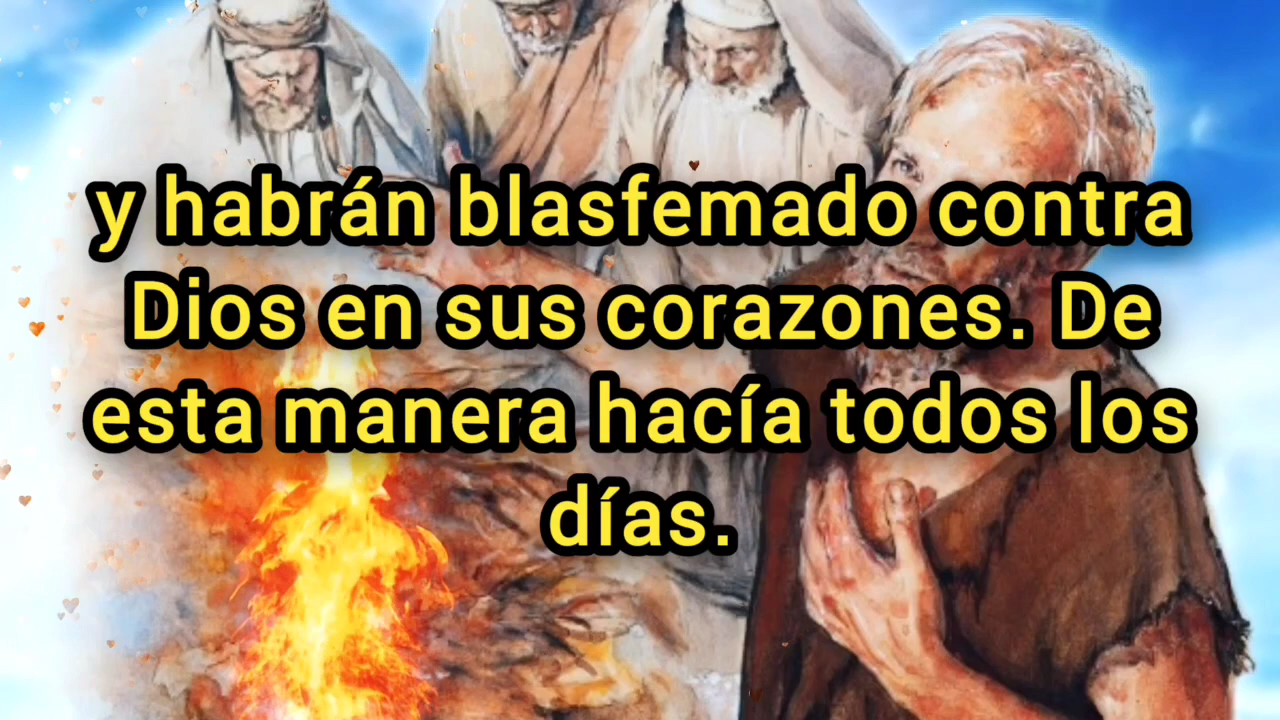 y habrán blasfemado contra
Dios en sus corazones. De
esta manera hacía todos los
días.